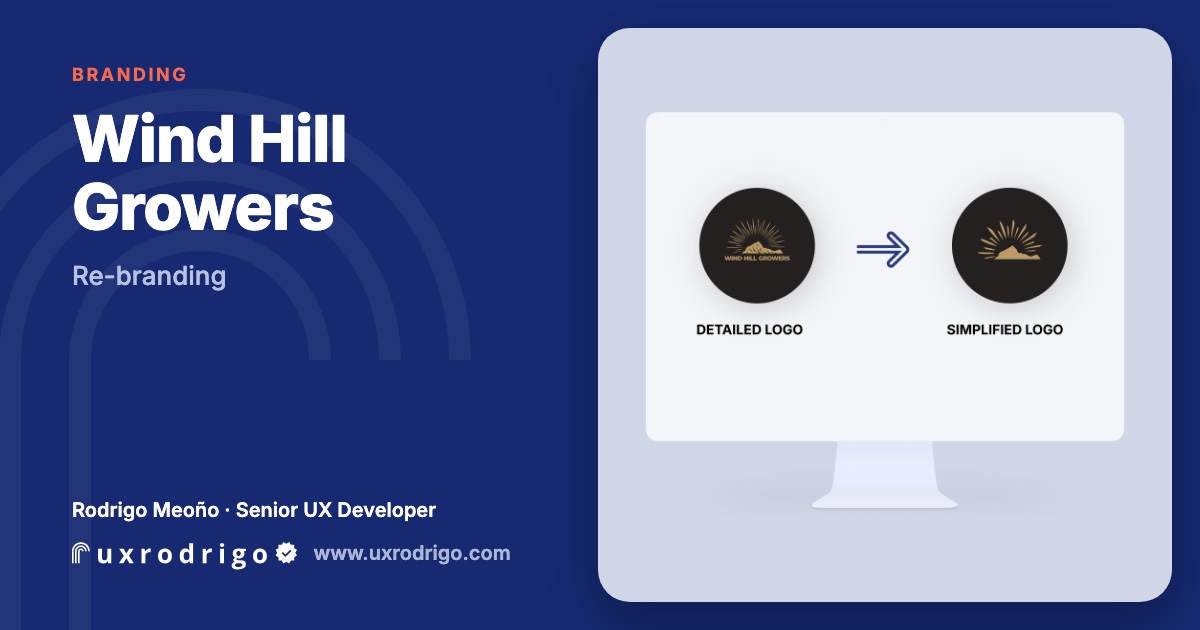 BRANDING
Wind Hill
Growers
Re-branding
Rodrigo Meoño · Senior UX Developer
uxrodrigo
www.uxrodrigo.com
WIND HILL GROWERS
DETAILED LOGO
SIMPLIFIED LOGO